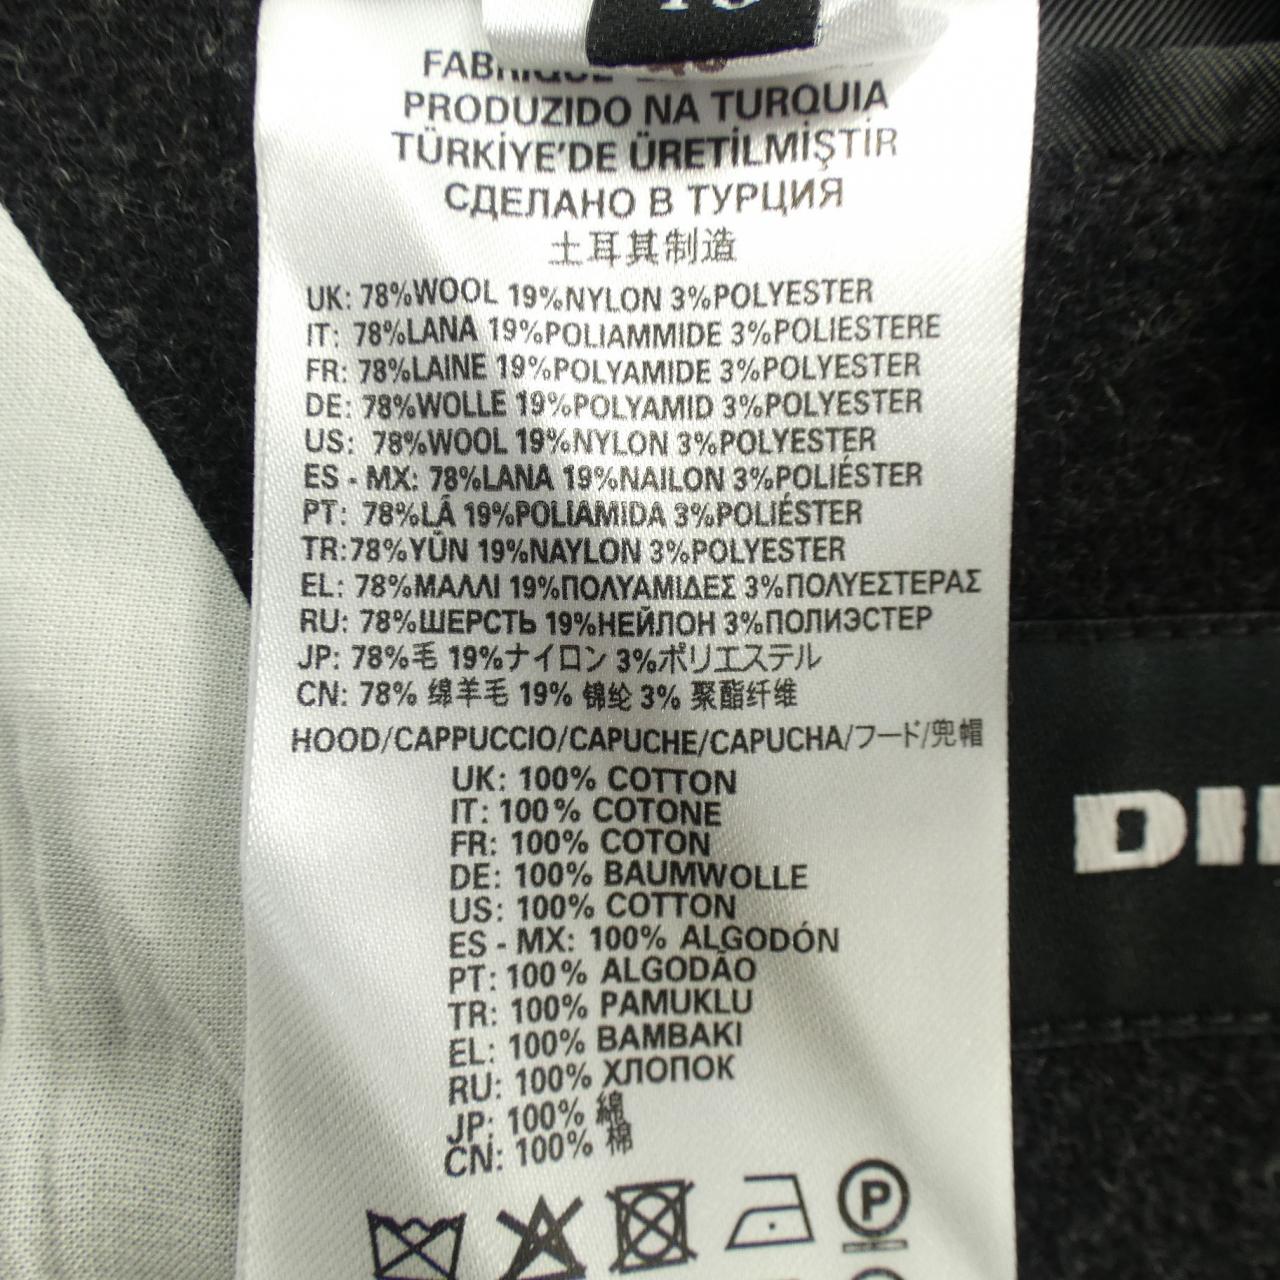 PRODUZIDO NA TURQUIA
TÜRKİYE'DE ÜRETİLMİŞTİR
СДЕЛАНО В ТУРЦИЯ
土耳其制造
UK: 78%WOOL 19%NYLON 3%POLYESTER
IT: 78%LANA 19%POLIAMMIDE 3%POLIESTERE
FR: 78%LAINE 19%POLYAMIDE 3%POLYESTER
DE: 78%WOLLE 19%POLYAMID 3%POLYESTER
US: 78%WOOL 19%NYLON 3%POLYESTER
ES - MX: 78%LANA 19%NAILON 3%POLIÉSTER
PT: 78%LÃ 19%POLIAMIDA 3%POLIÉSTER
TR:78%YÜN 19%NAYLON 3%POLYESTER
EL: 78%ΜΑΛΛΙ 19%ΠΟΛΥΑΜΙΔΕΣ 3%ΠΟΛΥΕΣΤΕΡΑΣ
RU: 78%ШЕРСТЬ 19%НЕЙЛОН 3%ПОЛИЭСТЕР
JP: 78%毛 19%ナイロン 3%ポリエステル
CN: 78% 绵羊毛 19% 锦纶 3% 聚酯纤维
HOOD/CAPPUCCIO/CAPUCHE/CAPUCHA/フード/兜帽
UK: 100% COTTON
IT: 100% COTONE
FR: 100% COTON
DE: 100% BAUMWOLLE
US: 100% COTTON
ES - MX: 100% ALGODÓN
PT: 100% ALGODÃO
TR: 100% PAMUKLU
EL: 100% BAMBAKI
RU: 100% ХЛОПОК
JP: 100% 綿
CN: 100% 棉
P